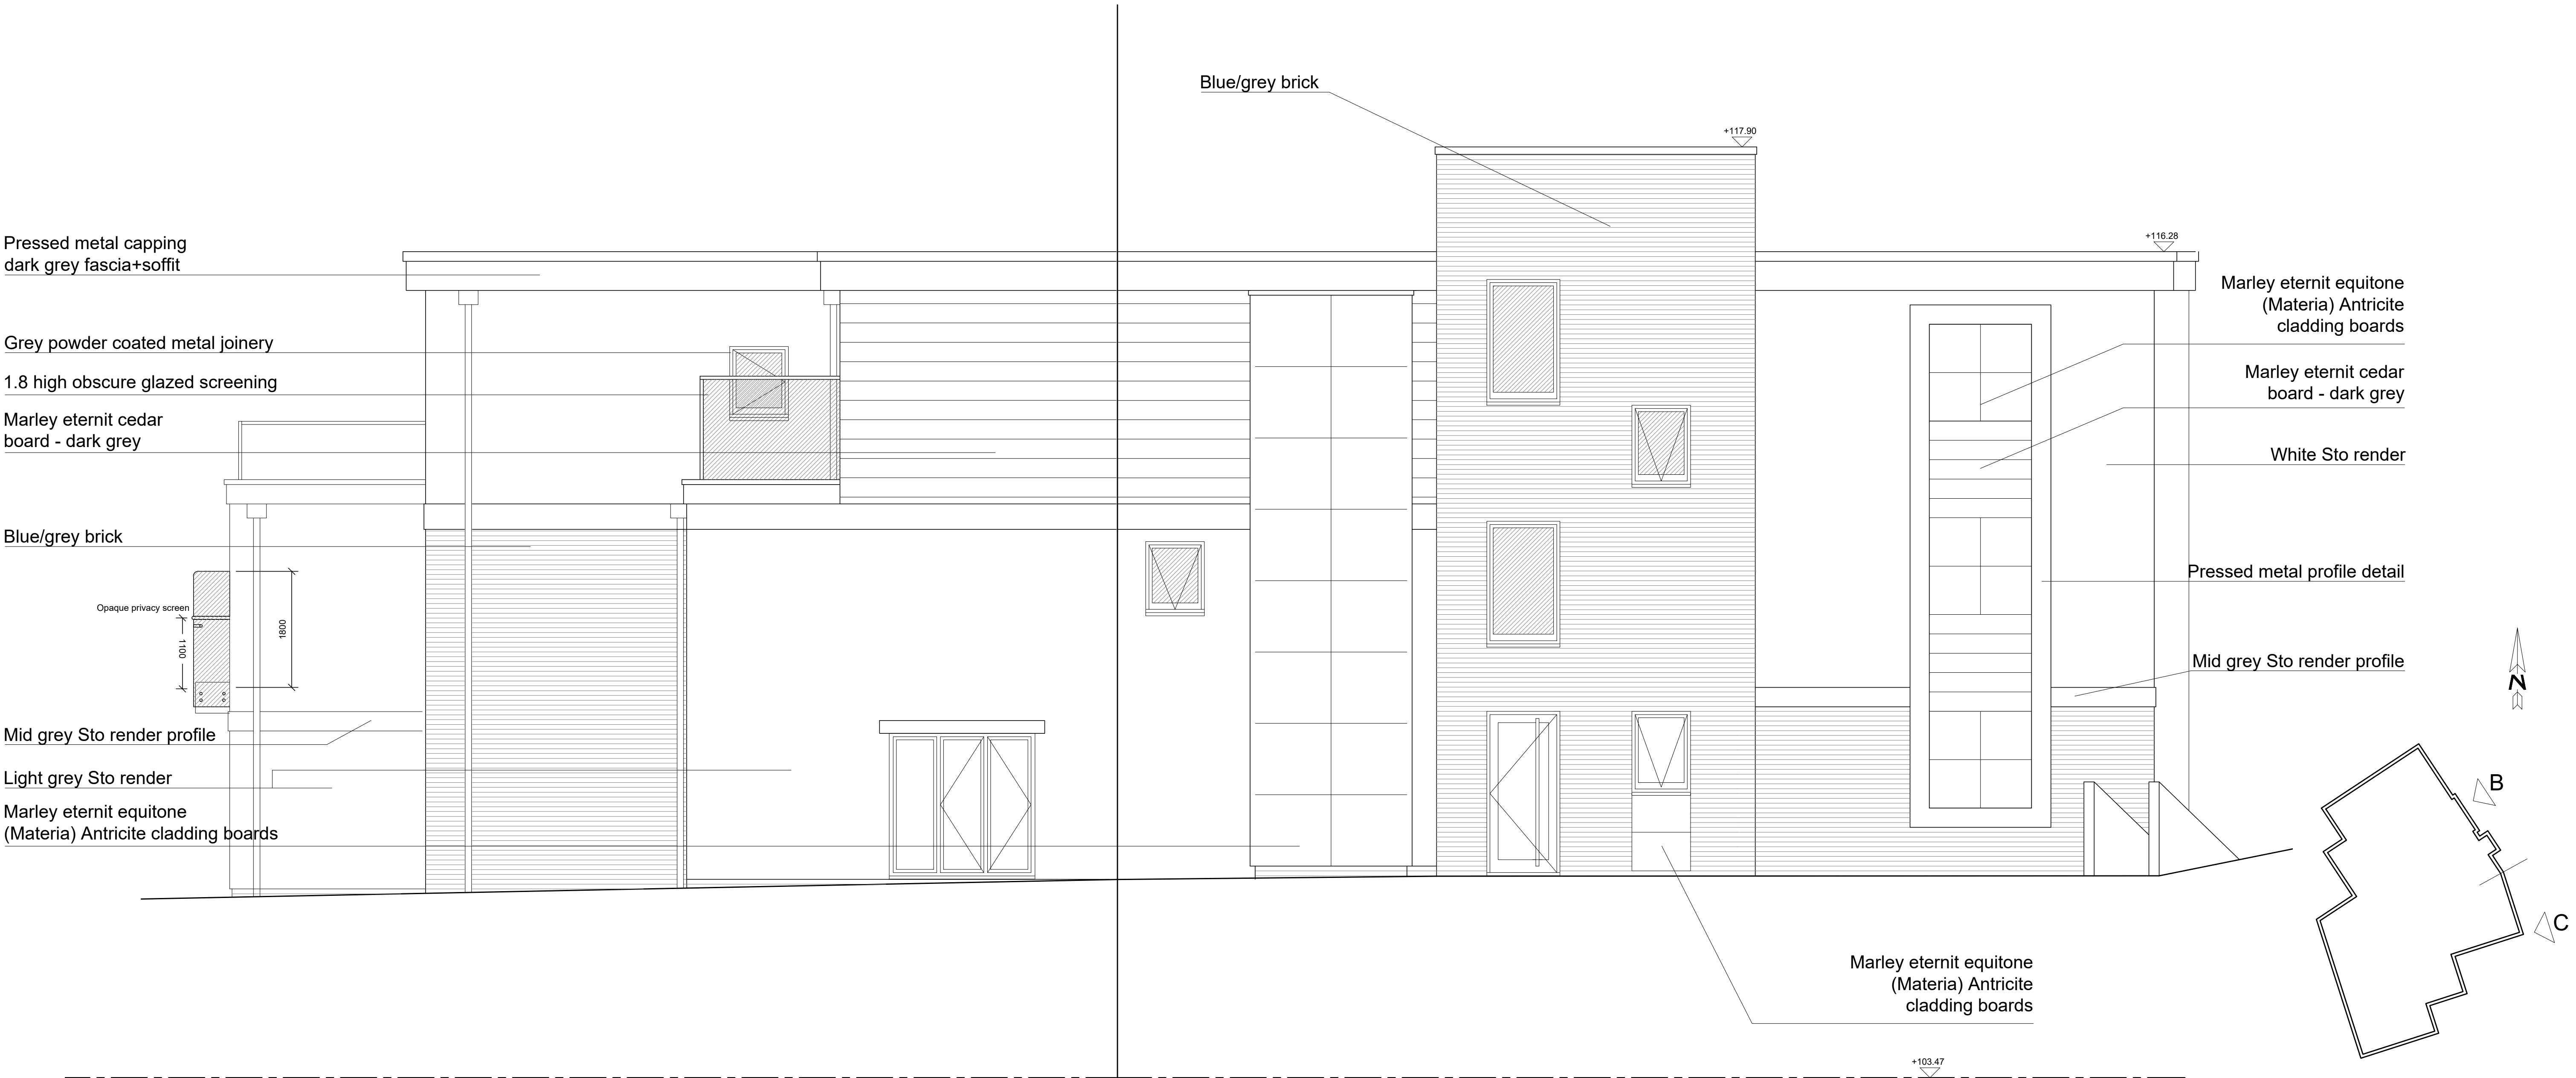 Blue/grey brick
+117.90
+116.28
Pressed metal capping
dark grey fascia+soffit
Grey powder coated metal joinery
1.8 high obscure glazed screening
Marley eternit cedar
board - dark grey
Blue/grey brick
Opaque privacy screen
1100
1800
Mid grey Sto render profile
Light grey Sto render
Marley eternit equitone
(Materia) Antricite cladding boards
Marley eternit equitone
(Materia) Antricite
cladding boards
Marley eternit cedar
board - dark grey
White Sto render
Pressed metal profile detail
Mid grey Sto render profile
N
B
C
Marley eternit equitone
(Materia) Antricite
cladding boards
+103.47